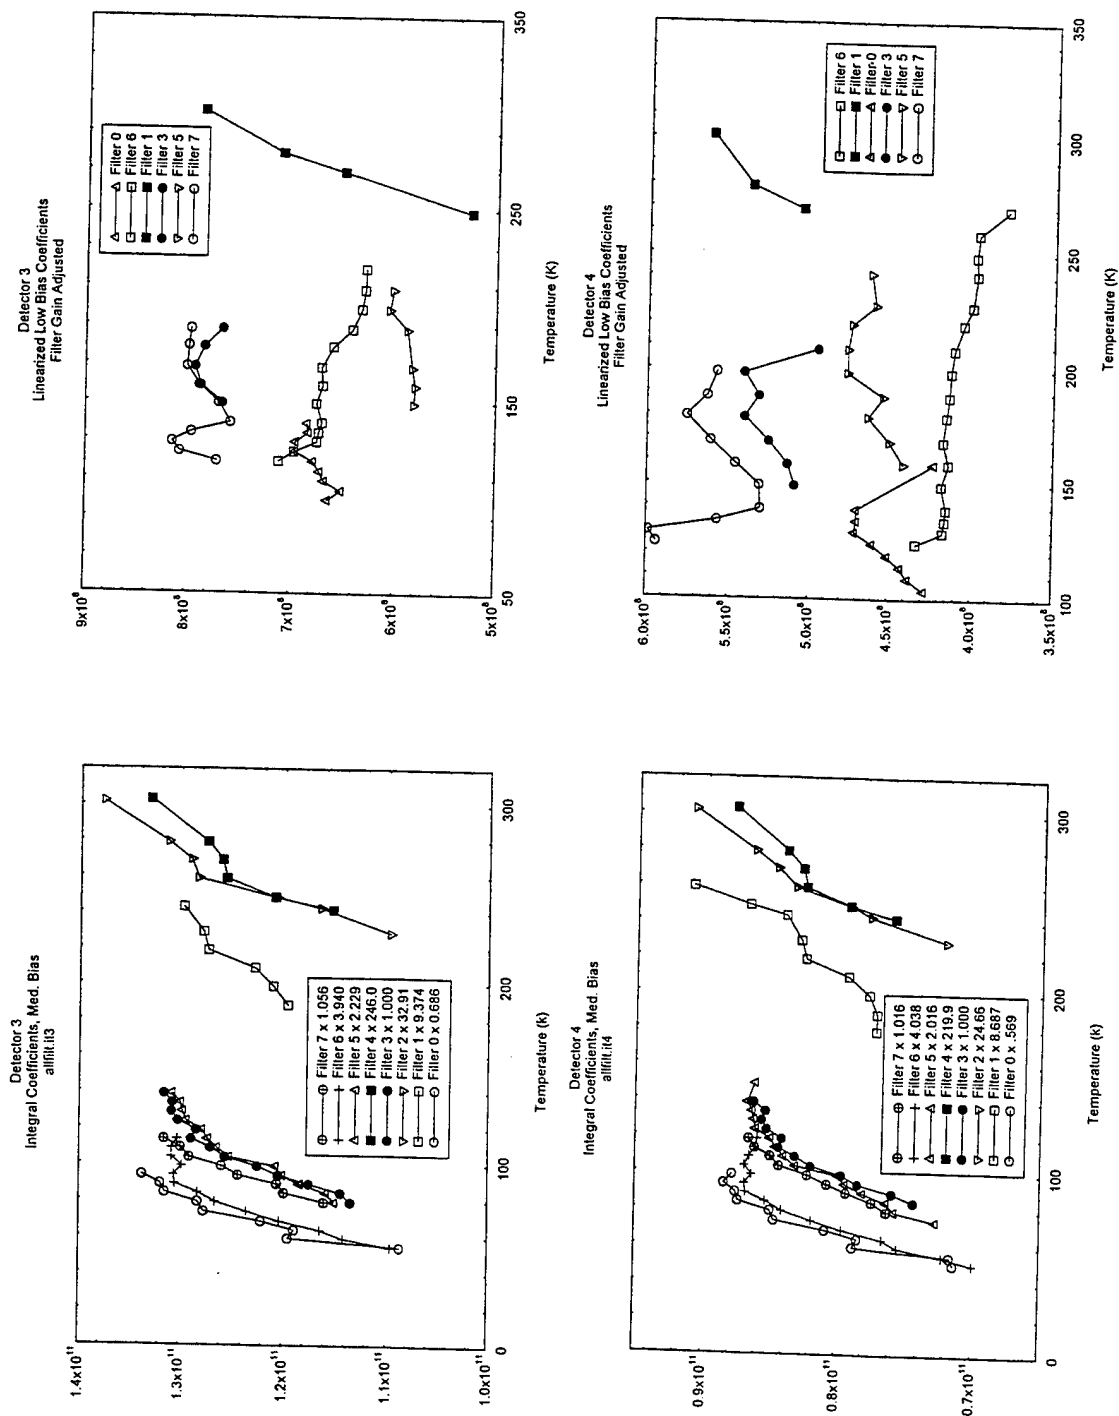 Detector 3
Integral Coefficients, Med. Bias
allfilt.it3
1.4x10¹¹
1.3x10¹¹
1.2x10¹¹
1.1x10¹¹
1.0x10¹¹
0
100
200
300
Temperature (k)
Filter 7 x 1.056
Filter 6 x 3.940
Filter 5 x 2.229
Filter 4 x 246.0
Filter 3 x 1.000
Filter 2 x 32.91
Filter 1 x 9.374
Filter 0 x 0.686
Detector 3
Linearized Low Bias Coefficients
Filter Gain Adjusted
9x10⁸
8x10⁸
7x10⁸
6x10⁸
5x10⁸
50
150
250
350
Temperature (K)
Filter 0
Filter 6
Filter 1
Filter 3
Filter 5
Filter 7
Detector 4
Integral Coefficients, Med. Bias
allfilt.it4
0.9x10¹¹
0.8x10¹¹
0.7x10¹¹
0
100
200
300
Temperature (k)
Filter 7 x 1.016
Filter 6 x 4.038
Filter 5 x 2.016
Filter 4 x 219.9
Filter 3 x 1.000
Filter 2 x 24.66
Filter 1 x 8.687
Filter 0 x .569
Detector 4
Linearized Low Bias Coefficients
Filter Gain Adjusted
6.0x10⁸
5.5x10⁸
5.0x10⁸
4.5x10⁸
4.0x10⁸
3.5x10⁸
100
150
200
250
300
350
Temperature (K)
Filter 6
Filter 1
Filter 0
Filter 3
Filter 5
Filter 7